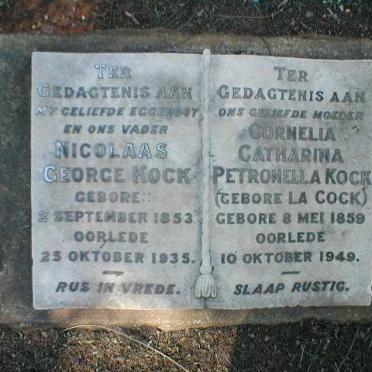 TER
GEDAGTENIS AAN
MY GELIEFDE EGGENOOT
EN ONS VADER
NICOLAAS
GEORGE KOCK
GEBORE
2 SEPTEMBER 1853
OORLEDE
25 OKTOBER 1935.
RUS IN VREDE.
TER
GEDAGTENIS AAN
ONS GELIEFDE MOEDER
CORNELIA
CATHARINA
PETRONELLA KOCK
(GEBORE LA COCK)
GEBORE 8 MEI 1859
OORLEDE
10 OKTOBER 1949.
SLAAP RUSTIG.